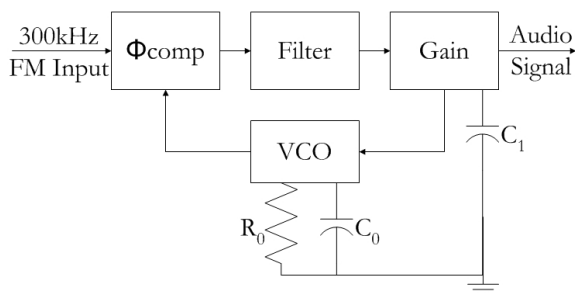 300kHz
FM Input
Φcomp
Filter
Gain
Audio
Signal
VCO
C1
R0
C0